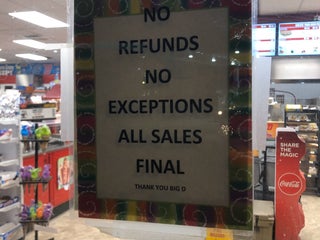 NO
REFUNDS
NO
EXCEPTIONS
ALL SALES
FINAL
THANK YOU BIG D
SHARE
THE
MAGIC
Coca-Cola